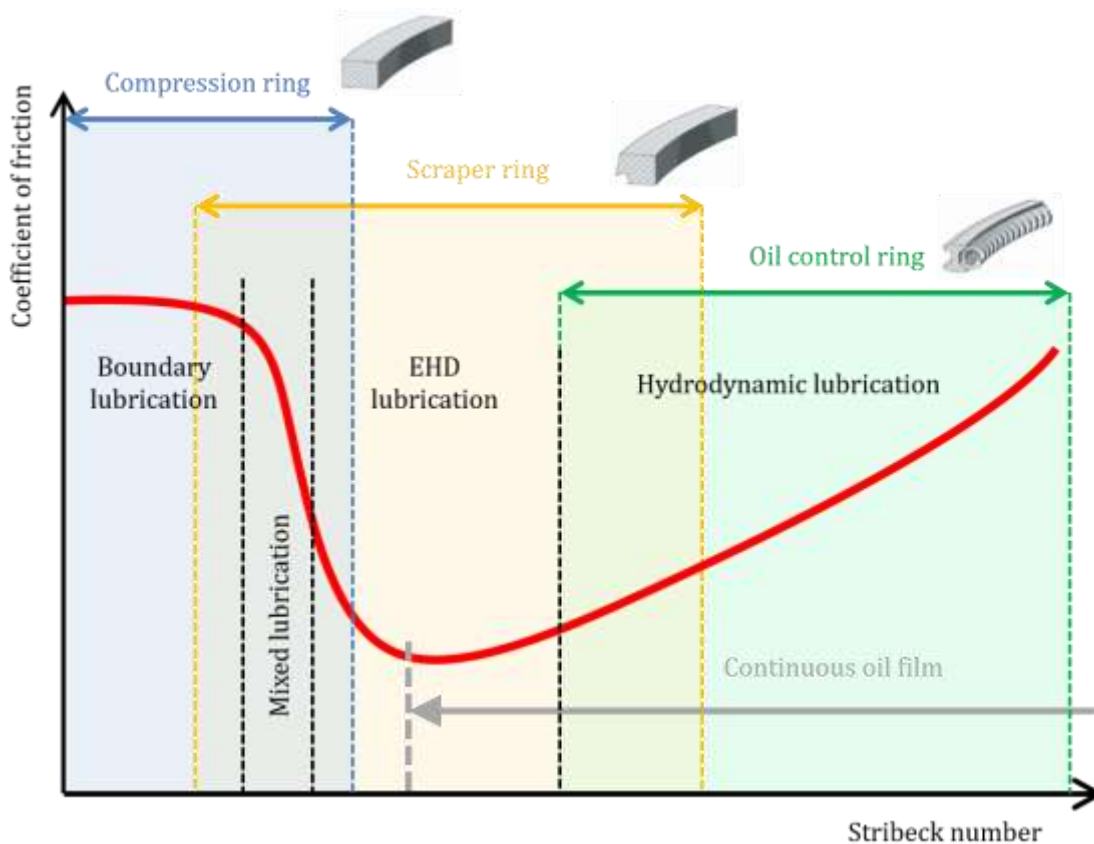 Compression ring
Scraper ring
Oil control ring
Coefficient of friction
Boundary
lubrication
EHD
lubrication
Hydrodynamic lubrication
Mixed lubrication
Continuous oil film
Stribeck number